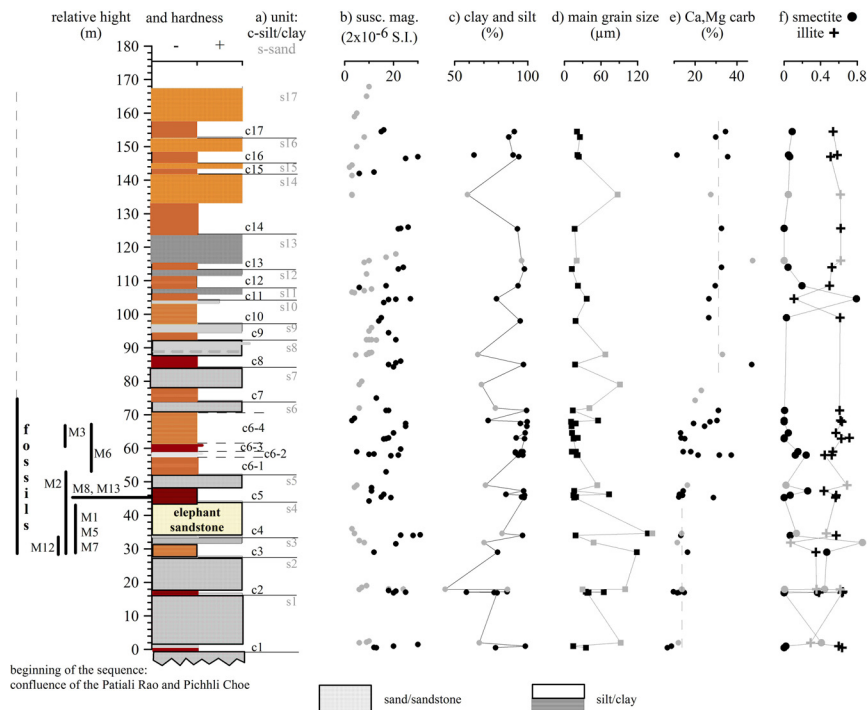 relative hight and hardness a) unit: b) susc. mag. c) clay and silt d) main grain size e) Ca,Mg carb f) smectite
(m) - + c-silt/clay (2x10-6 S.I.) (%) (µm) (%) illite
s-sand
0 20 40 50 100 0 60 120 10 40 0 0.4 0.8
180
170
160
150
140
130
120
110
100
90
80
70
60
50
40
30
20
10
0
s17
c17
s16
c16
s15
c15
s14
c14
s13
c13
s12
c12
s11
c11
s10
c10
s9
c9
s8
c8
s7
c7
s6
c6-4
c6-3
c6-2
c6-1
s5
c5
s4
elephant
sandstone
c4
s3
c3
s2
c2
s1
c1
fossils
M3
M6
M2
M8, M13
M1
M5
M12
M7
beginning of the sequence:
confluence of the Patiali Rao and Pichhli Choe
sand/sandstone
silt/clay